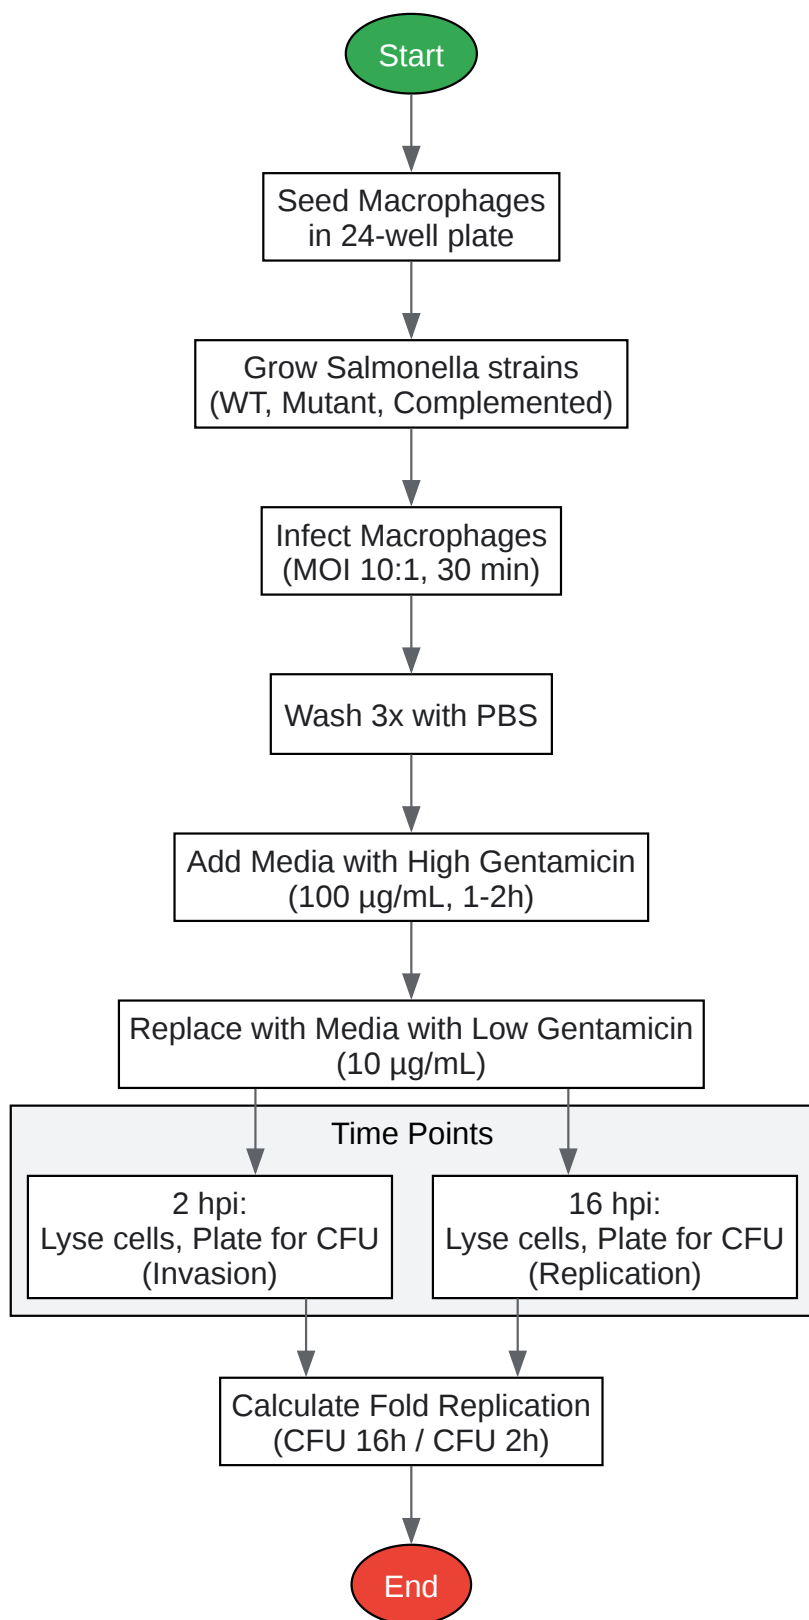 Start
Seed Macrophages
in 24-well plate
Grow Salmonella strains
(WT, Mutant, Complemented)
Infect Macrophages
(MOI 10:1, 30 min)
Wash 3x with PBS
Add Media with High Gentamicin
(100 µg/mL, 1-2h)
Replace with Media with Low Gentamicin
(10 µg/mL)
Time Points
2 hpi:
Lyse cells, Plate for CFU
(Invasion)
16 hpi:
Lyse cells, Plate for CFU
(Replication)
Calculate Fold Replication
(CFU 16h / CFU 2h)
End